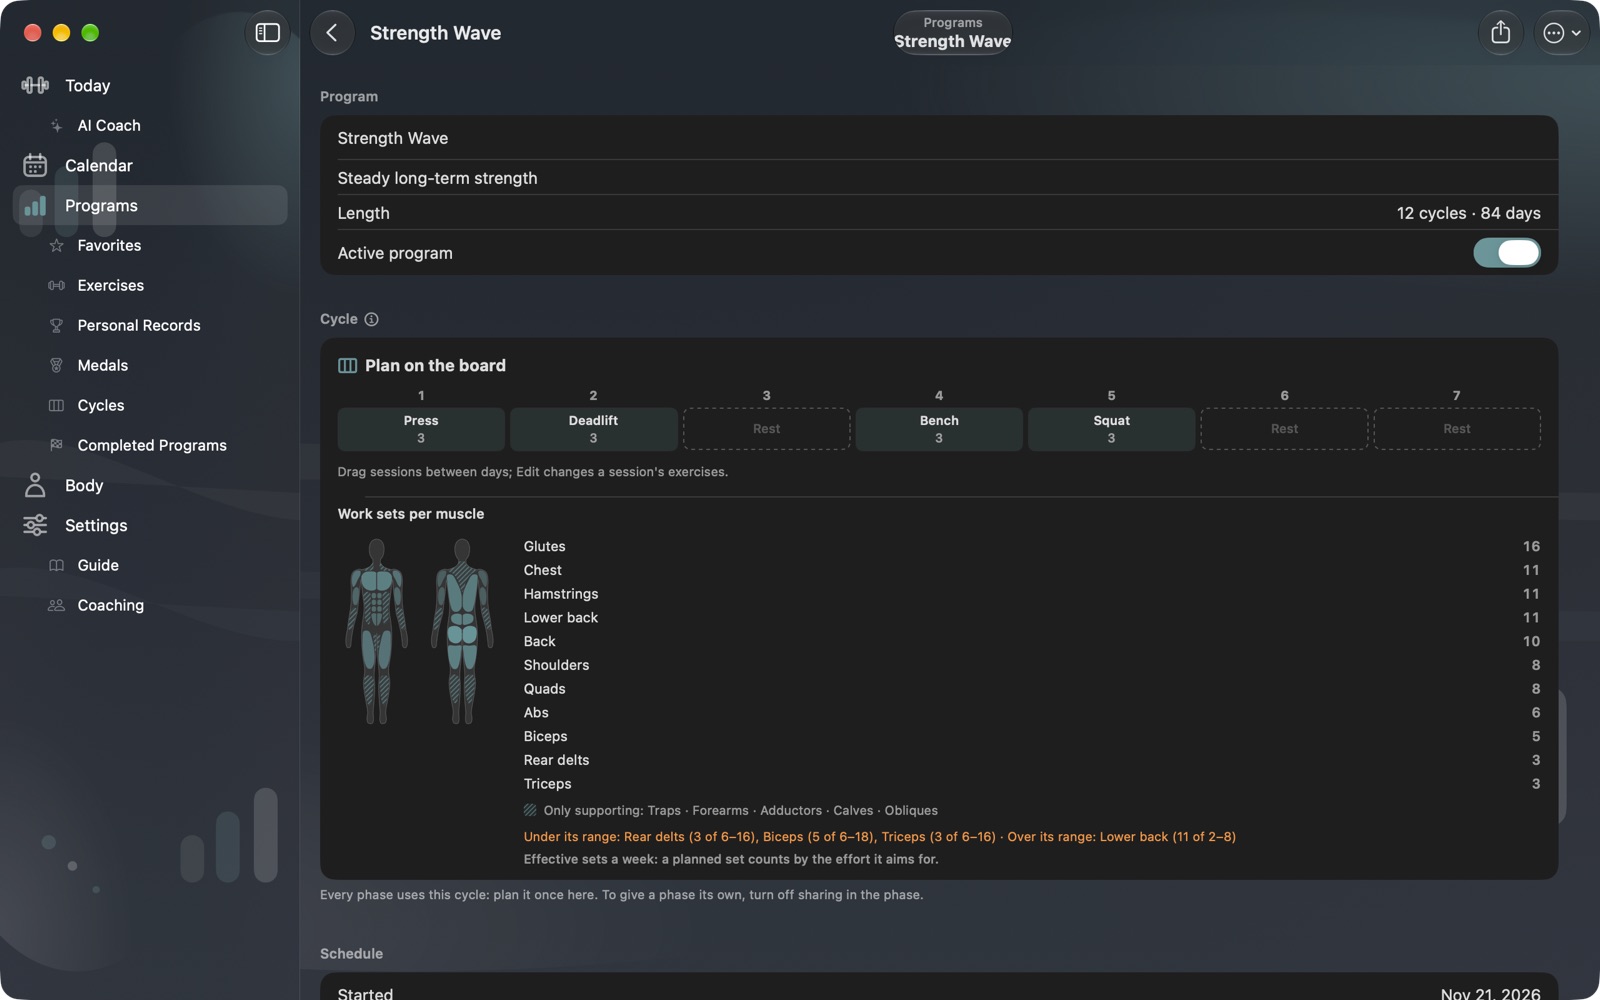 Today
AI Coach
Calendar
Programs
Favorites
Exercises
Personal Records
Medals
Cycles
Completed Programs
Body
Settings
Guide
Coaching
Strength Wave
Programs
Strength Wave
Program
Strength Wave
Steady long-term strength
Length 12 cycles · 84 days
Active program
Cycle
Plan on the board
1 2 3 4 5 6 7
Press Deadlift Rest Bench Squat Rest Rest
3 3 3 3
Drag sessions between days; Edit changes a session's exercises.
Work sets per muscle
Glutes 16
Chest 11
Hamstrings 11
Lower back 11
Back 10
Shoulders 8
Quads 8
Abs 6
Biceps 5
Rear delts 3
Triceps 3
Only supporting: Traps · Forearms · Adductors · Calves · Obliques
Under its range: Rear delts (3 of 6–16), Biceps (5 of 6–18), Triceps (3 of 6–16) · Over its range: Lower back (11 of 2–8)
Effective sets a week: a planned set counts by the effort it aims for.
Every phase uses this cycle: plan it once here. To give a phase its own, turn off sharing in the phase.
Schedule
Started Nov 21, 2026